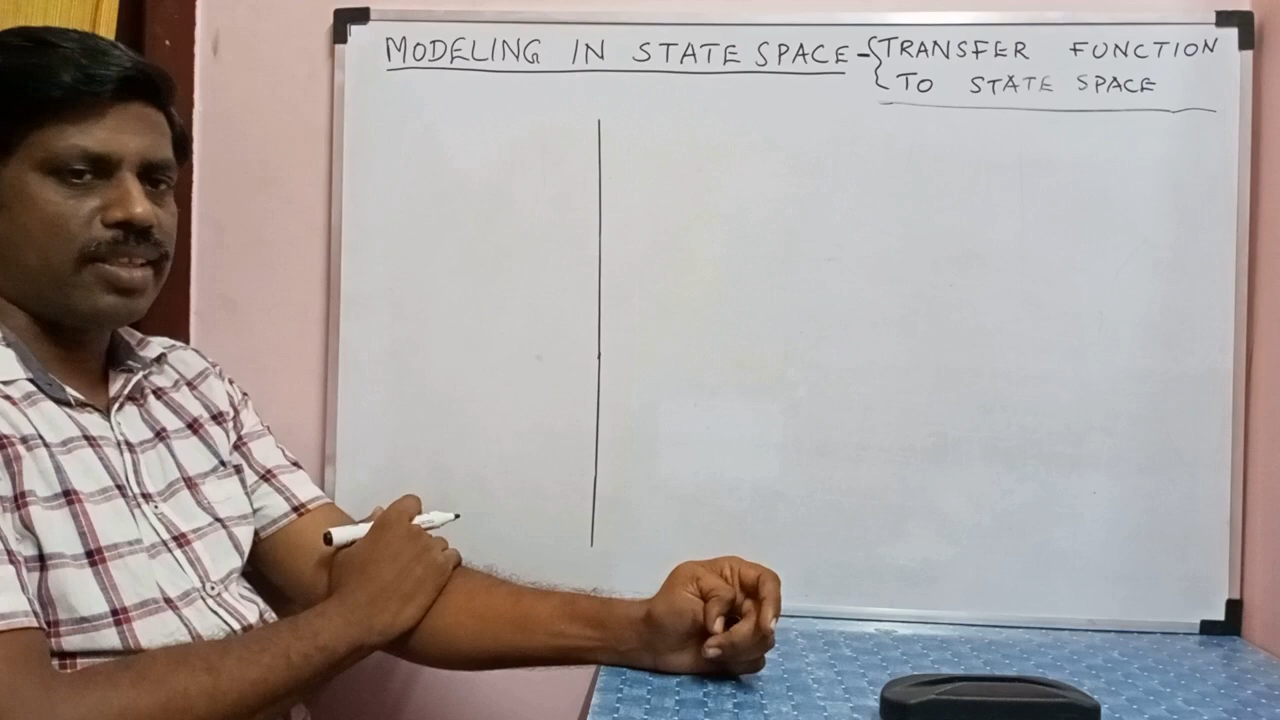 MODELING IN STATE SPACE - { TRANSFER FUNCTION
TO STATE SPACE